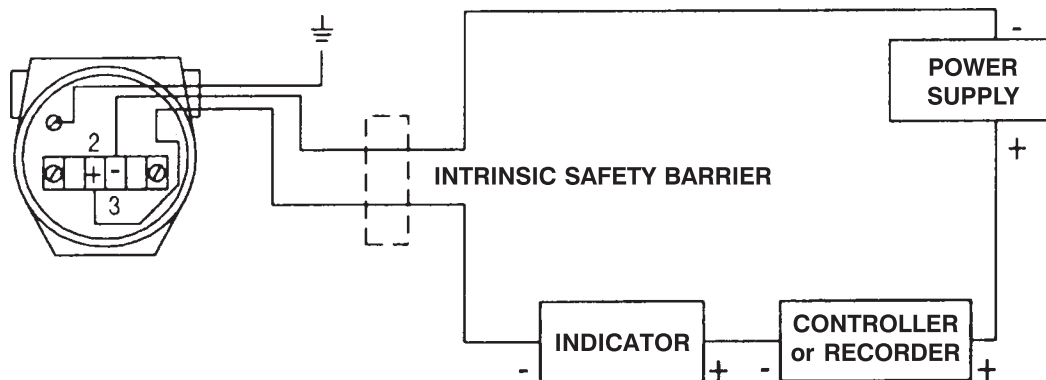 -
POWER
SUPPLY
+
2
+ -
3
INTRINSIC SAFETY BARRIER
INDICATOR
- +
CONTROLLER
or RECORDER
- +